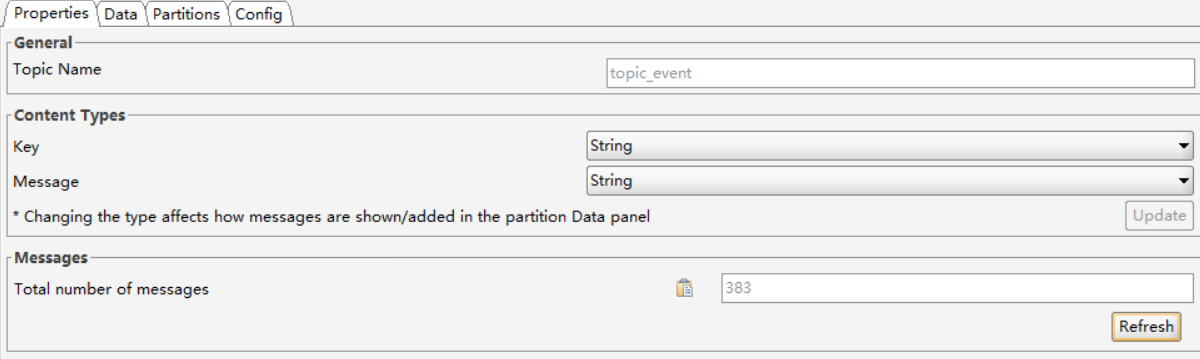 Properties Data Partitions Config
General
Topic Name topic_event
Content Types
Key String
Message String
* Changing the type affects how messages are shown/added in the partition Data panel Update
Messages
Total number of messages 383
Refresh